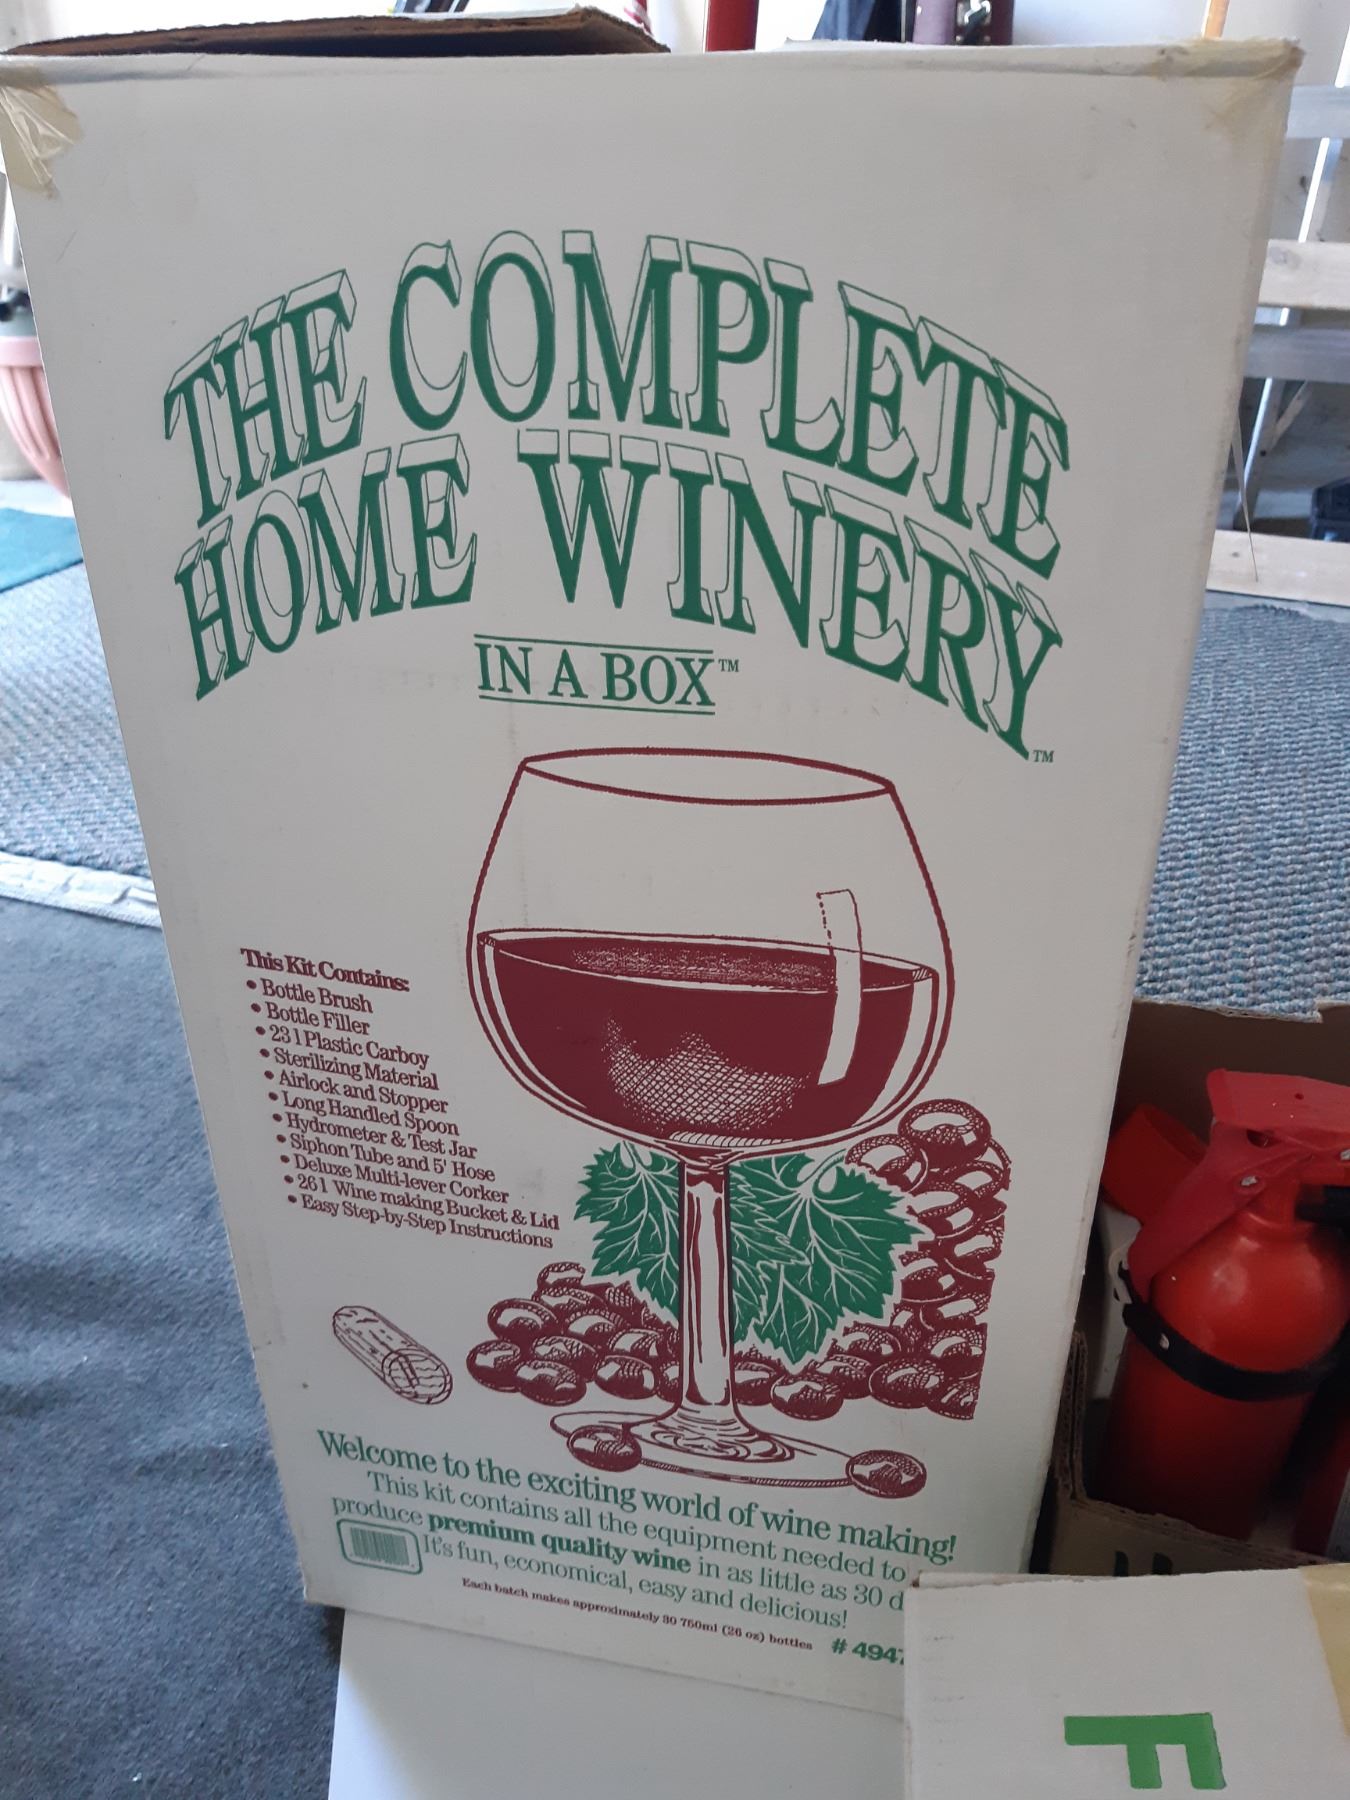 THE COMPLETE
HOME WINERY™
IN A BOX™
This Kit Contains:
• Bottle Brush
• Bottle Filler
• 23 l Plastic Carboy
• Sterilizing Material
• Airlock and Stopper
• Long Handled Spoon
• Hydrometer & Test Jar
• Siphon Tube and 5' Hose
• Deluxe Multi-lever Corker
• 26 l Wine making Bucket & Lid
• Easy Step-by-Step Instructions
Welcome to the exciting world of wine making!
This kit contains all the equipment needed to
produce premium quality wine in as little as 30 d
It's fun, economical, easy and delicious!
Each batch makes approximately 30 750ml (26 oz) bottles
# 4947
F